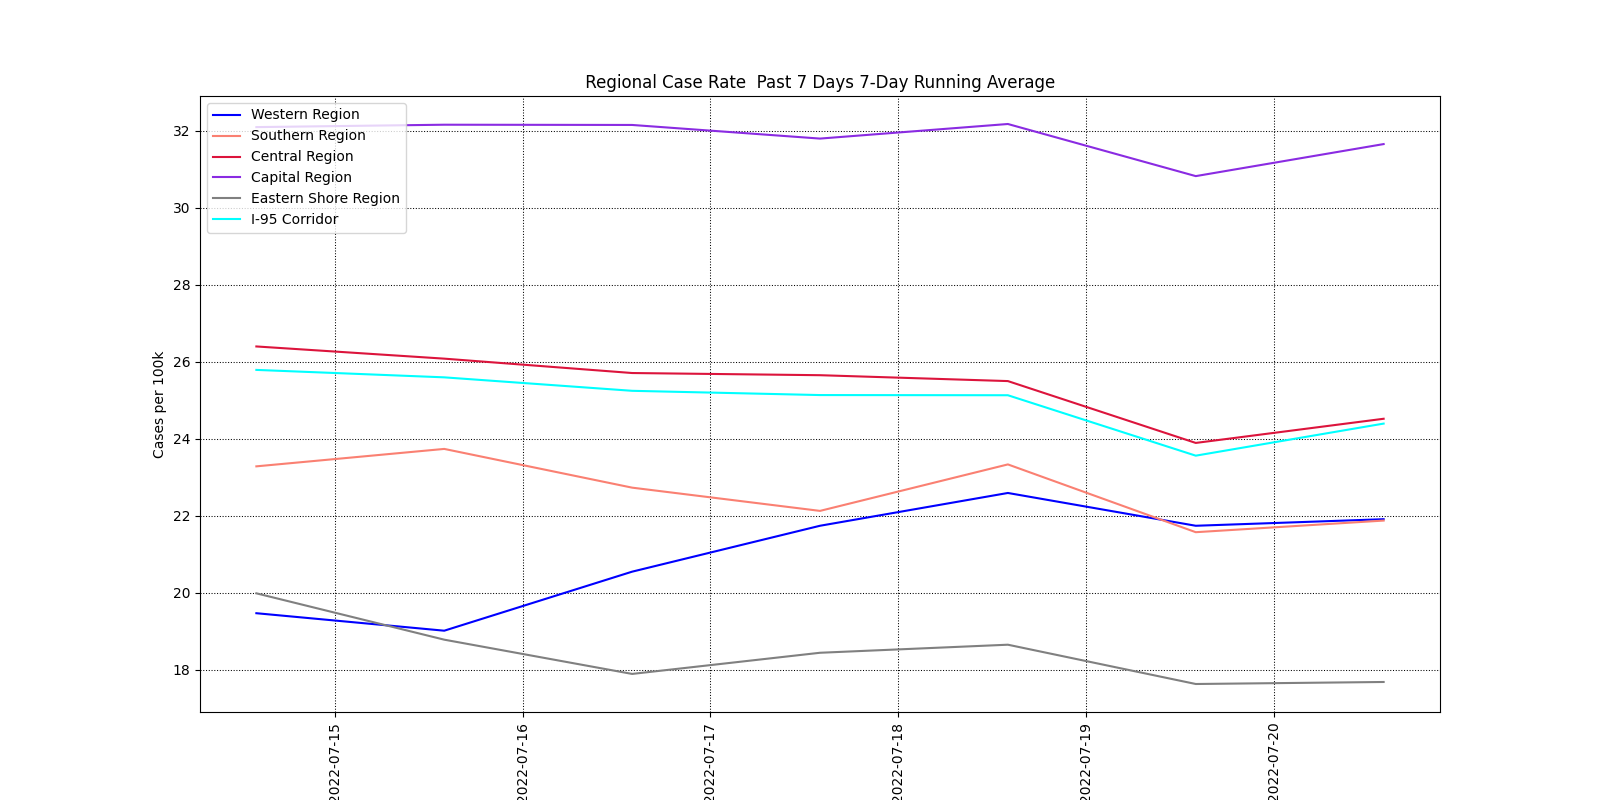 Regional Case Rate  Past 7 Days 7-Day Running Average
Western Region
Southern Region
Central Region
Capital Region
Eastern Shore Region
I-95 Corridor
Cases per 100k
32
30
28
26
24
22
20
18
2022-07-15
2022-07-16
2022-07-17
2022-07-18
2022-07-19
2022-07-20